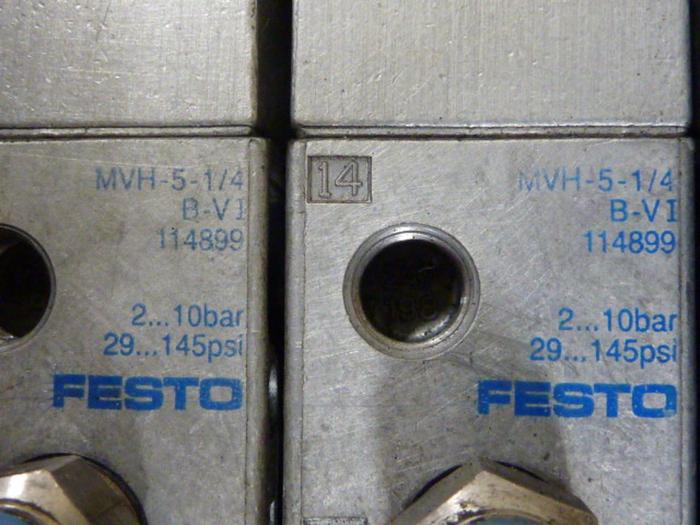 MVH-5-1/4
B-VI
114899
2...10bar
29...145psi
FESTO
14
MVH-5-1/4
B-VI
114899
2...10bar
29...145psi
FESTO